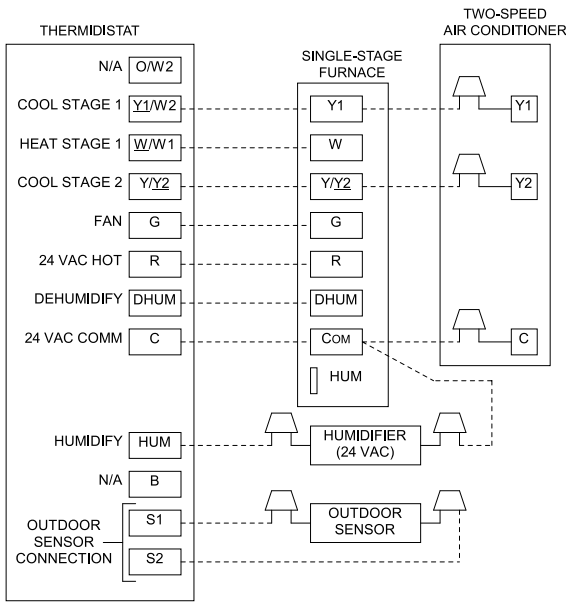 TWO-SPEED
AIR CONDITIONER
THERMIDISTAT
SINGLE-STAGE
FURNACE
N/A O/W2
COOL STAGE 1 Y1/W2 Y1 Y1
HEAT STAGE 1 W/W1 W
COOL STAGE 2 Y/Y2 Y/Y2 Y2
FAN G G
24 VAC HOT R R
DEHUMIDIFY DHUM DHUM
24 VAC COMM C COM C
HUM
HUMIDIFY HUM HUMIDIFIER
(24 VAC)
N/A B
S1 OUTDOOR
SENSOR
OUTDOOR
SENSOR
CONNECTION
S2